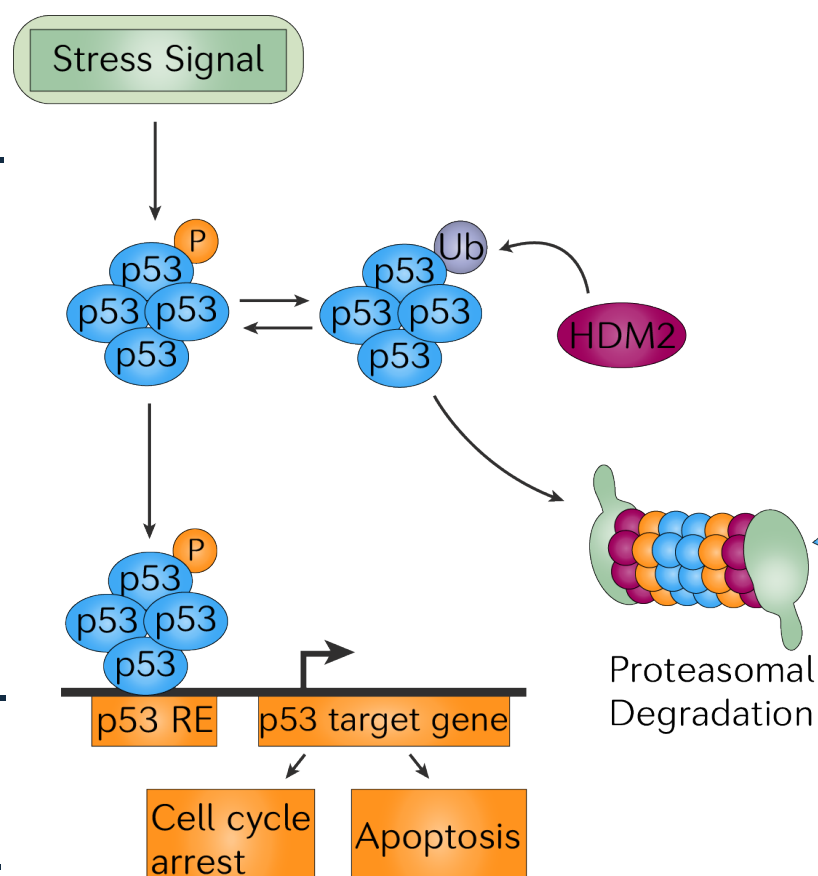 Stress Signal
P
p53
p53 p53
p53
Ub
p53
p53 p53
p53
HDM2
P
p53
p53 p53
p53
p53 RE
p53 target gene
Proteasomal
Degradation
Cell cycle
arrest
Apoptosis